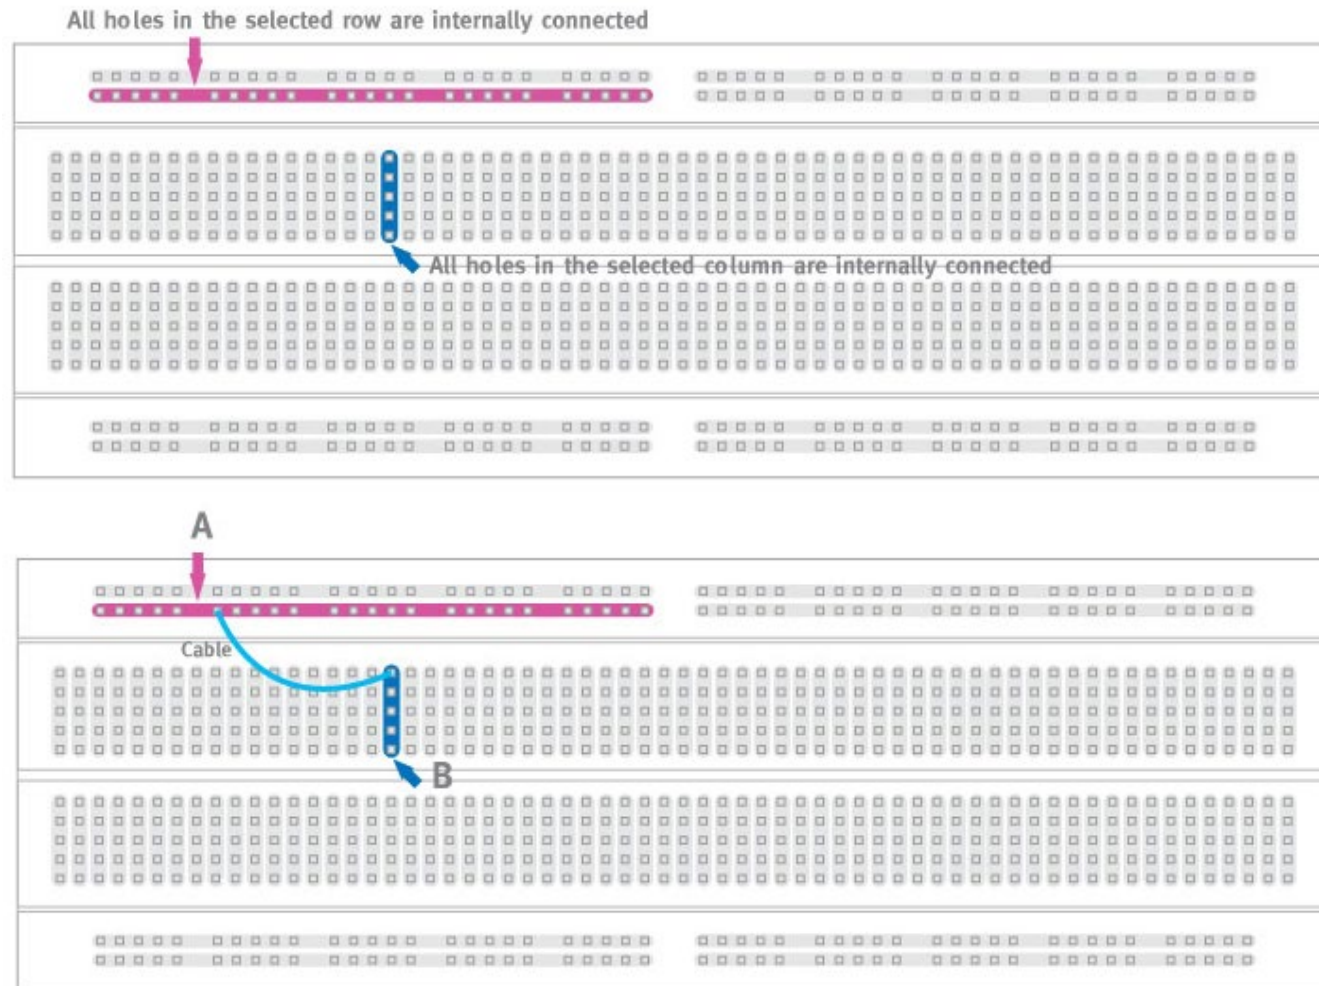 All holes in the selected row are internally connected
All holes in the selected column are internally connected
A
Cable
B